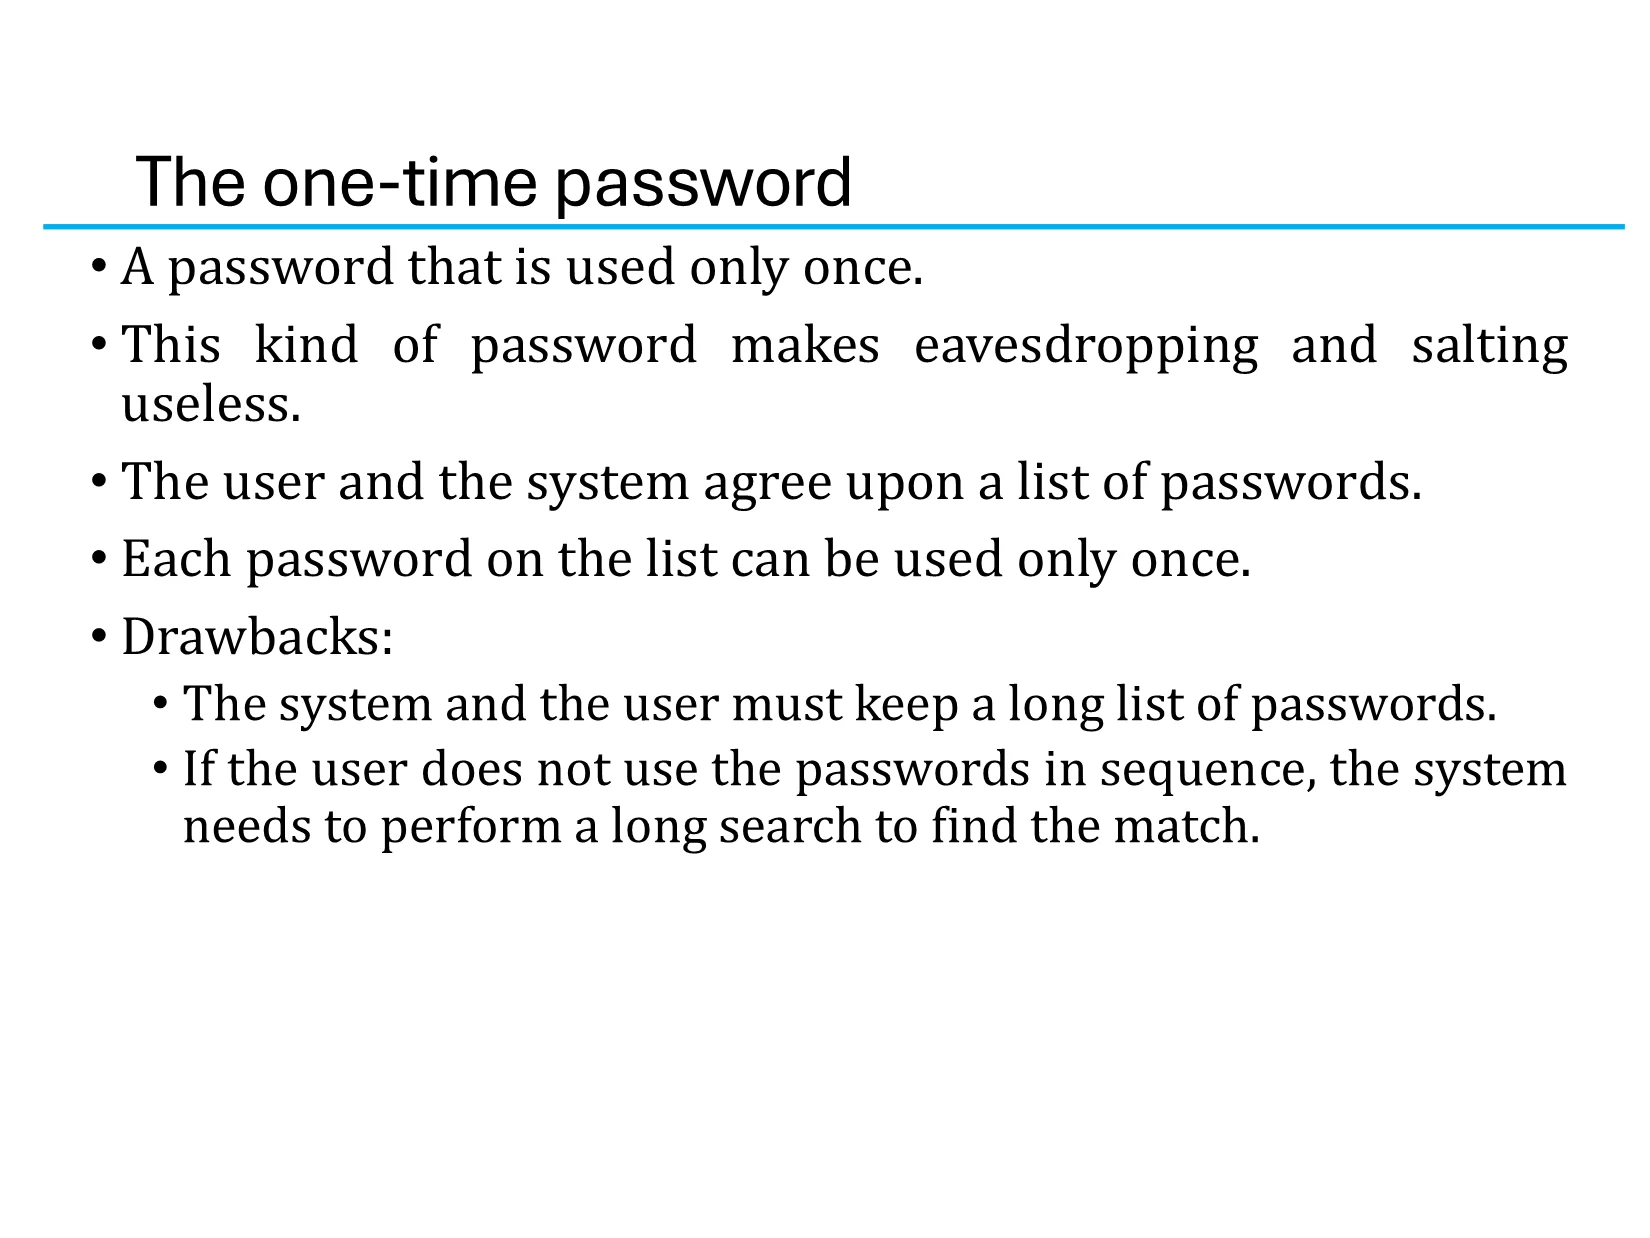 The one-time password
• A password that is used only once.
• This kind of password makes eavesdropping and salting
useless.
• The user and the system agree upon a list of passwords.
• Each password on the list can be used only once.
• Drawbacks:
• The system and the user must keep a long list of passwords.
• If the user does not use the passwords in sequence, the system
needs to perform a long search to find the match.